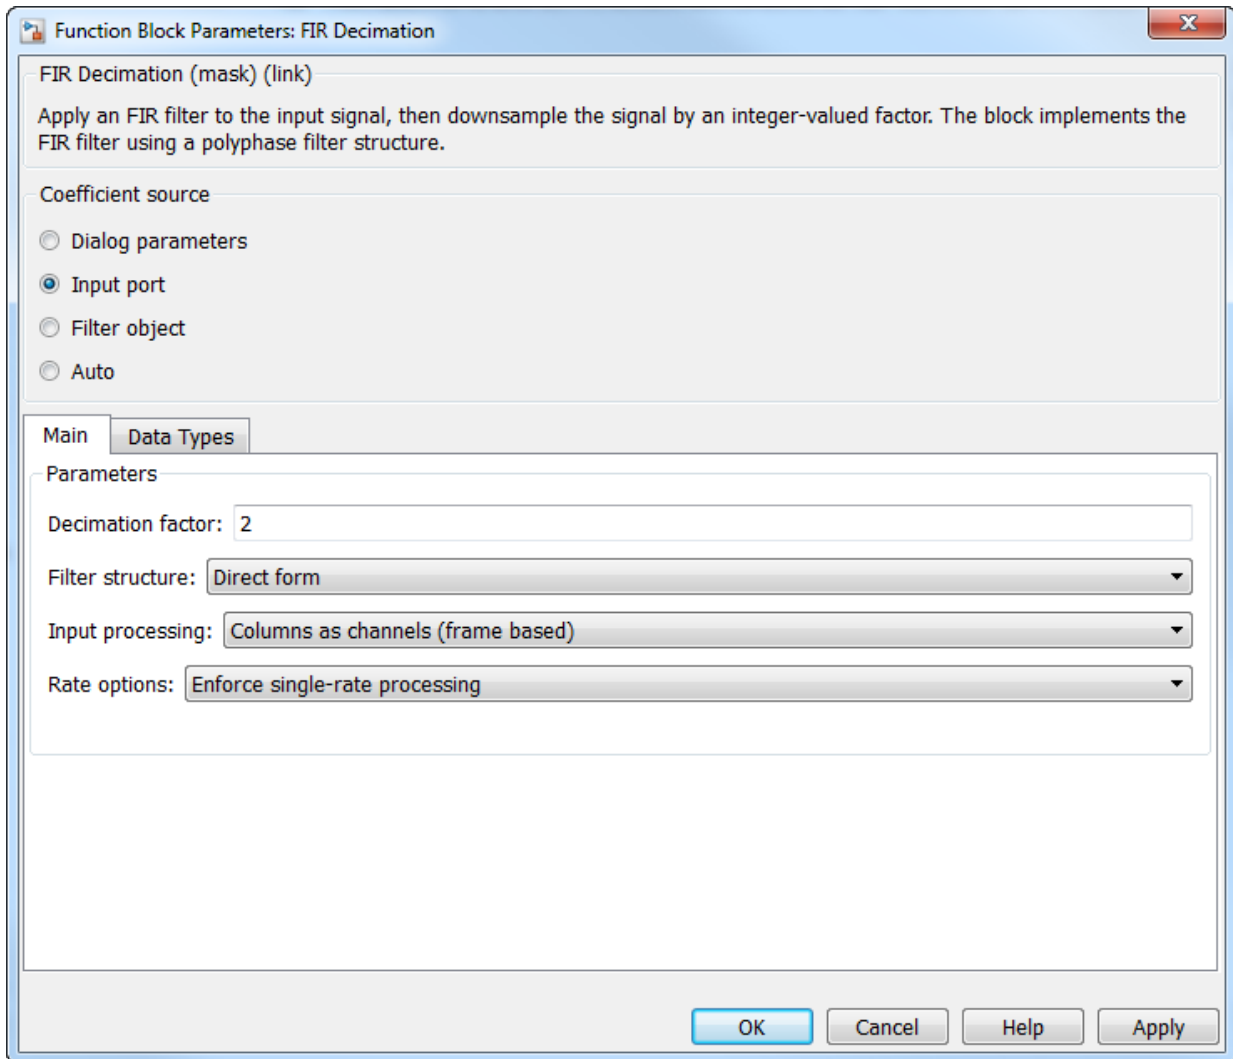 Function Block Parameters: FIR Decimation
X
FIR Decimation (mask) (link)
Apply an FIR filter to the input signal, then downsample the signal by an integer-valued factor. The block implements the
FIR filter using a polyphase filter structure.
Coefficient source
Dialog parameters
Input port
Filter object
Auto
Main Data Types
Parameters
Decimation factor: 2
Filter structure: Direct form
Input processing: Columns as channels (frame based)
Rate options: Enforce single-rate processing
OK Cancel Help Apply